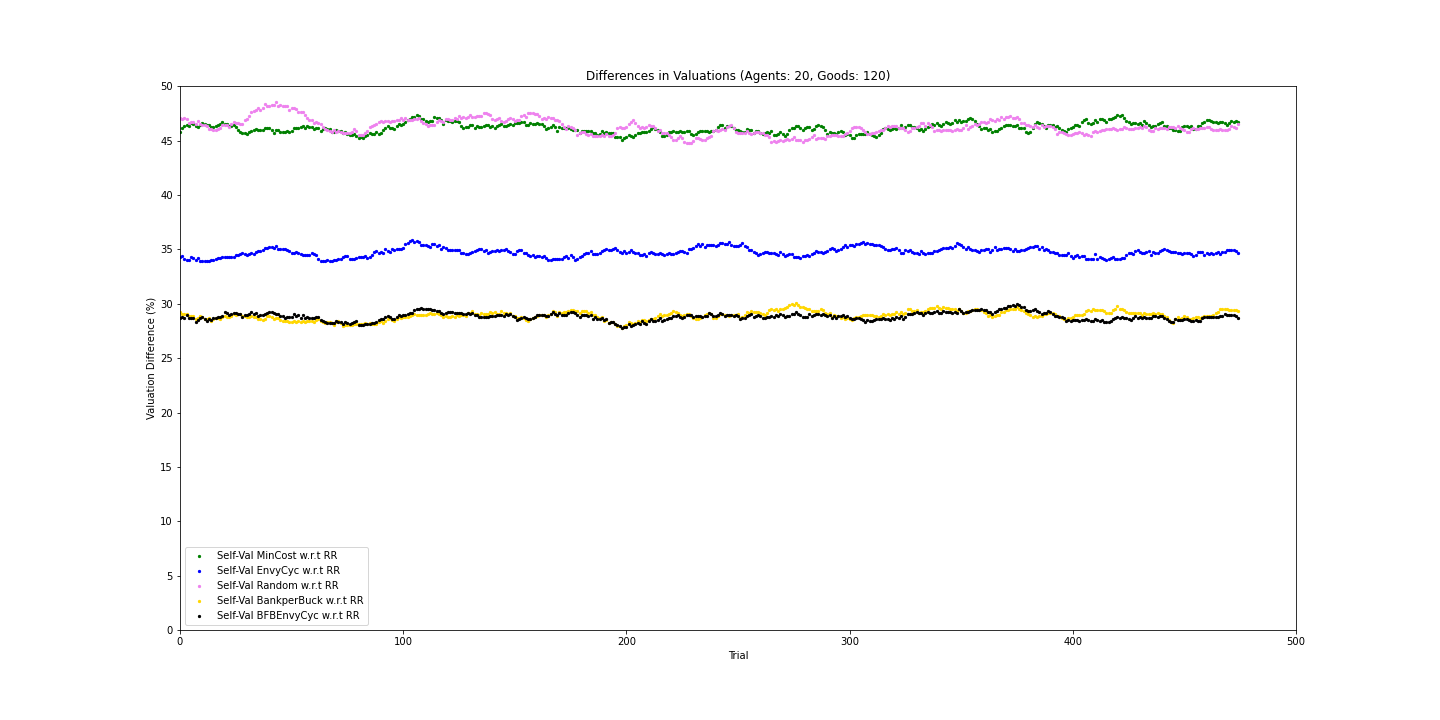 Differences in Valuations (Agents: 20, Goods: 120)
50
45
40
35
30
25
20
15
10
5
0
Valuation Difference (%)
Self-Val MinCost w.r.t RR
Self-Val EnvyCyc w.r.t RR
Self-Val Random w.r.t RR
Self-Val BankperBuck w.r.t RR
Self-Val BFBEnvyCyc w.r.t RR
0 100 200 300 400 500
Trial